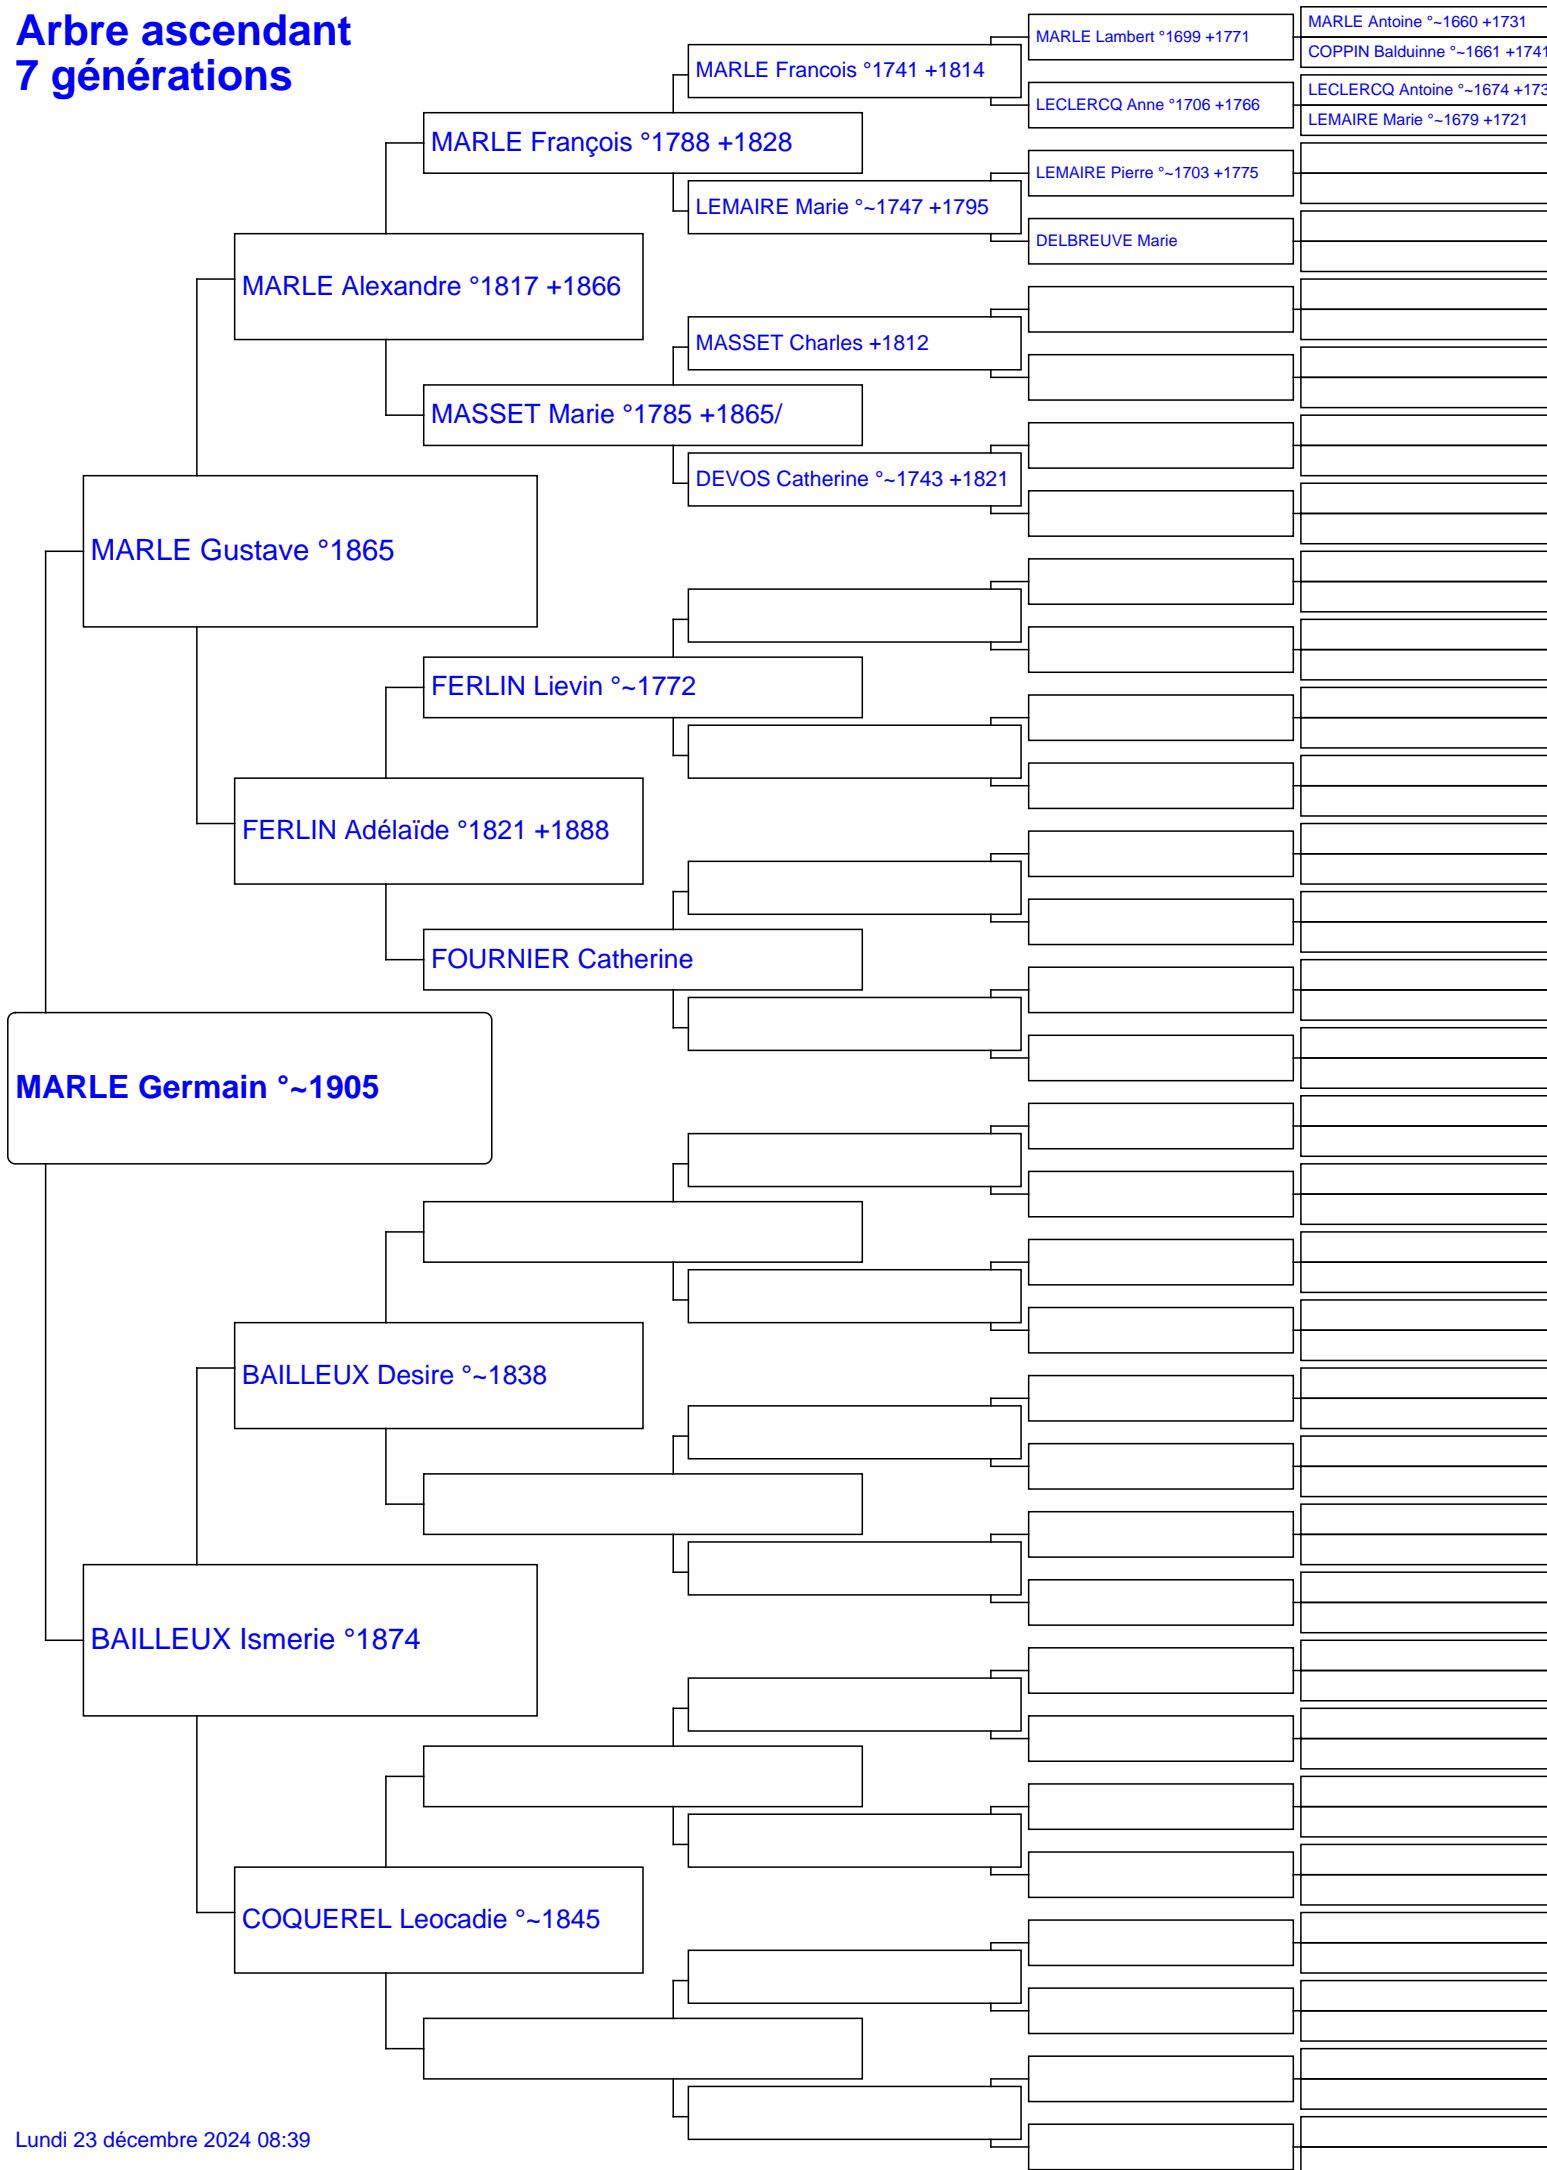 Arbre ascendant
7 générations
MARLE Germain °~1905
MARLE Gustave °1865
BAILLEUX Ismerie °1874
MARLE Alexandre °1817 +1866
FERLIN Adélaïde °1821 +1888
BAILLEUX Desire °~1838
COQUEREL Leocadie °~1845
MARLE François °1788 +1828
MASSET Marie °1785 +1865/
FERLIN Lievin °~1772
FOURNIER Catherine
MARLE Francois °1741 +1814
LEMAIRE Marie °~1747 +1795
MASSET Charles +1812
DEVOS Catherine °~1743 +1821
MARLE Lambert °1699 +1771
LECLERCQ Anne °1706 +1766
LEMAIRE Pierre °~1703 +1775
DELBREUVE Marie
MARLE Antoine °~1660 +1731
COPPIN Balduinne °~1661 +1741
LECLERCQ Antoine °~1674
LEMAIRE Marie °~1679 +1721
Lundi 23 décembre 2024 08:39